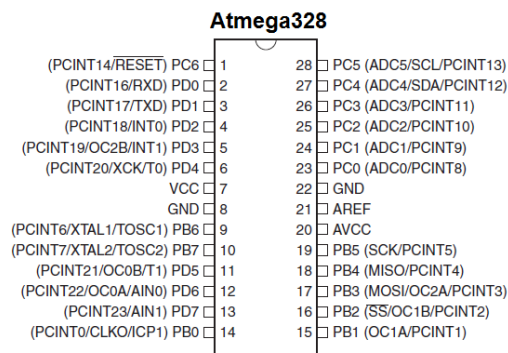 Atmega328
(PCINT14/RESET) PC6 1 28 PC5 (ADC5/SCL/PCINT13)
(PCINT16/RXD) PD0 2 27 PC4 (ADC4/SDA/PCINT12)
(PCINT17/TXD) PD1 3 26 PC3 (ADC3/PCINT11)
(PCINT18/INT0) PD2 4 25 PC2 (ADC2/PCINT10)
(PCINT19/OC2B/INT1) PD3 5 24 PC1 (ADC1/PCINT9)
(PCINT20/XCK/T0) PD4 6 23 PC0 (ADC0/PCINT8)
VCC 7 22 GND
GND 8 21 AREF
(PCINT6/XTAL1/TOSC1) PB6 9 20 AVCC
(PCINT7/XTAL2/TOSC2) PB7 10 19 PB5 (SCK/PCINT5)
(PCINT21/OC0B/T1) PD5 11 18 PB4 (MISO/PCINT4)
(PCINT22/OC0A/AIN0) PD6 12 17 PB3 (MOSI/OC2A/PCINT3)
(PCINT23/AIN1) PD7 13 16 PB2 (SS/OC1B/PCINT2)
(PCINT0/CLKO/ICP1) PB0 14 15 PB1 (OC1A/PCINT1)